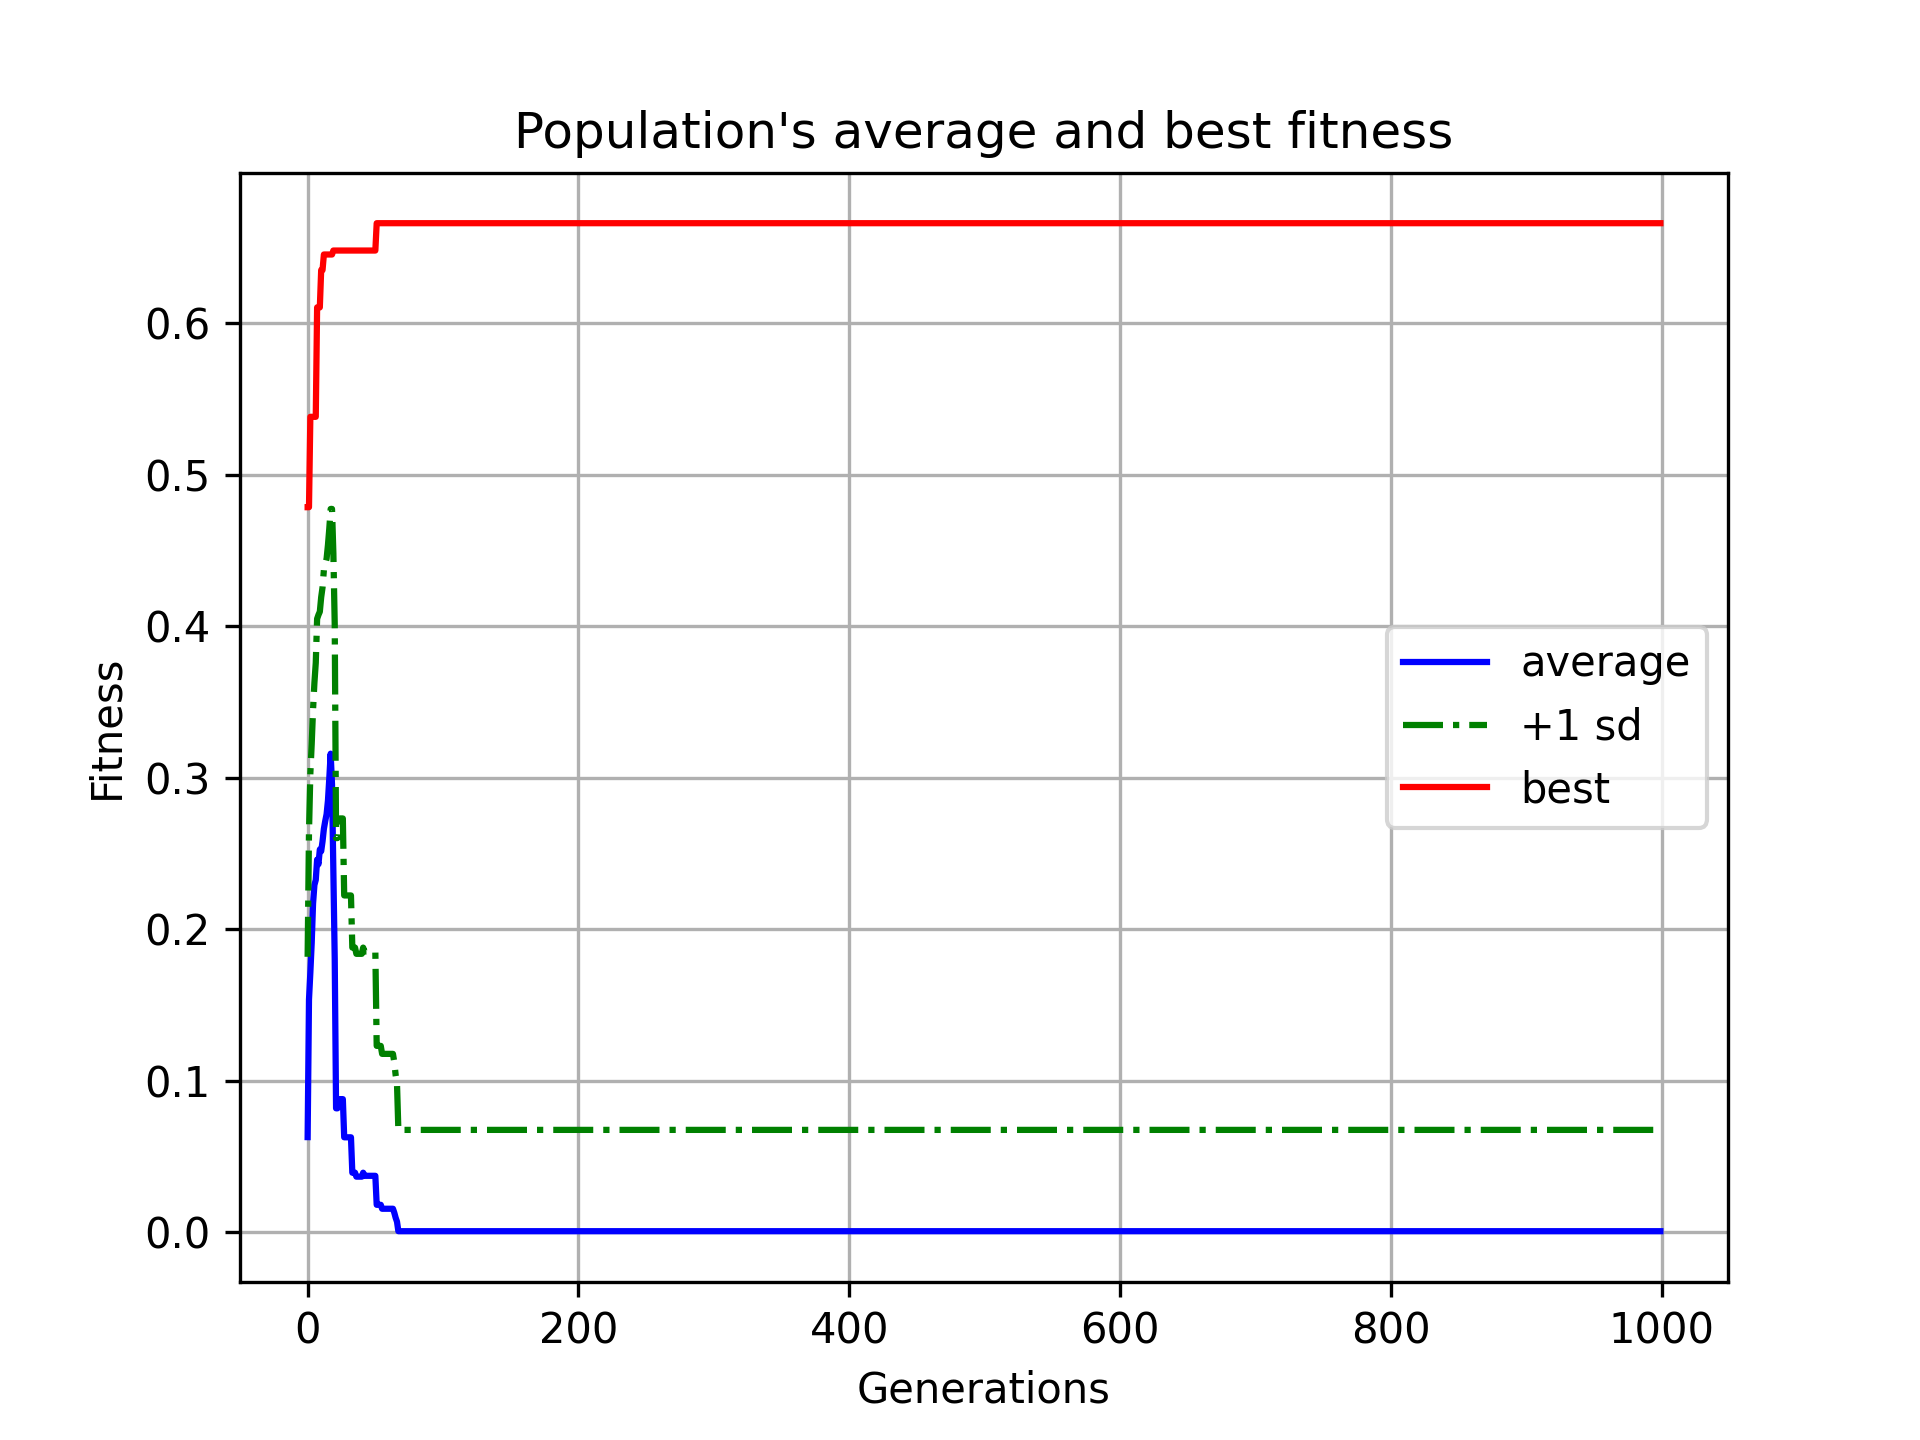 Population's average and best fitness
0.6
0.5
0.4
0.3
0.2
0.1
0.0
Fitness
average
+1 sd
best
0 200 400 600 800 1000
Generations